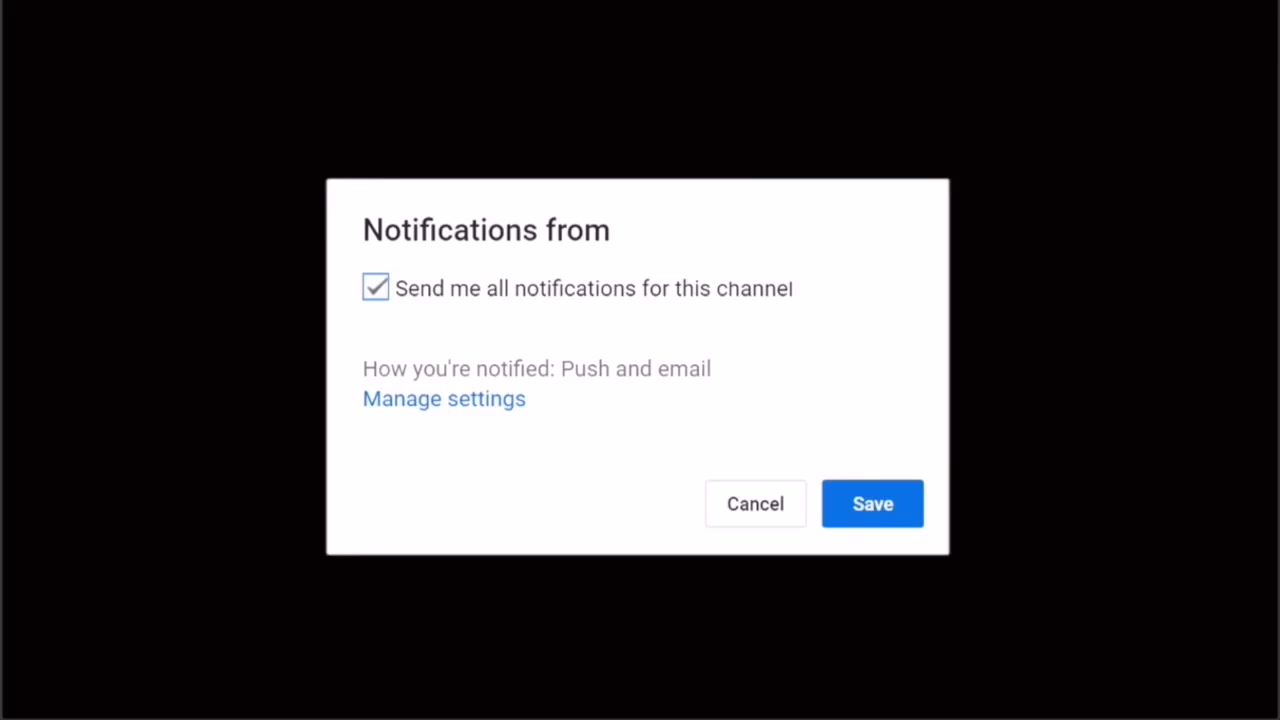 Notifications from
Send me all notifications for this channel
How you're notified: Push and email
Manage settings
Cancel
Save